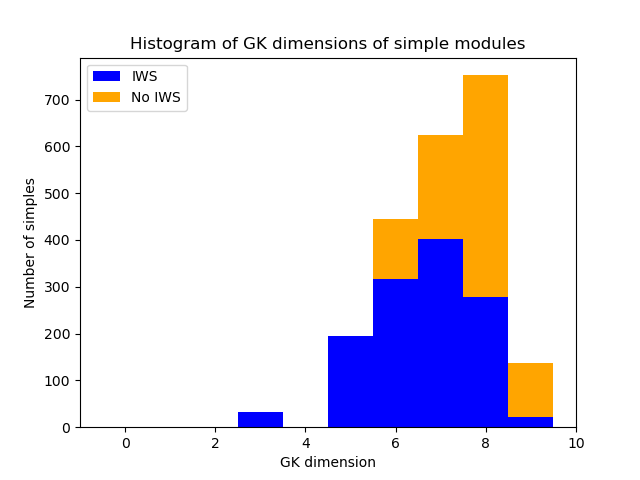 Histogram of GK dimensions of simple modules
IWS
No IWS
700
600
500
400
300
200
100
0
Number of simples
0 2 4 6 8 10
GK dimension